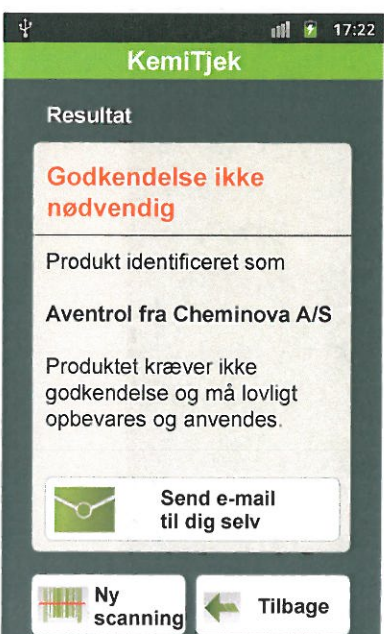 17:22
KemiTjek
Resultat
Godkendelse ikke
nødvendig
Produkt identificeret som
Aventrol fra Cheminova A/S
Produktet kræver ikke
godkendelse og må lovligt
opbevares og anvendes.
Send e-mail
til dig selv
Ny
scanning
Tilbage